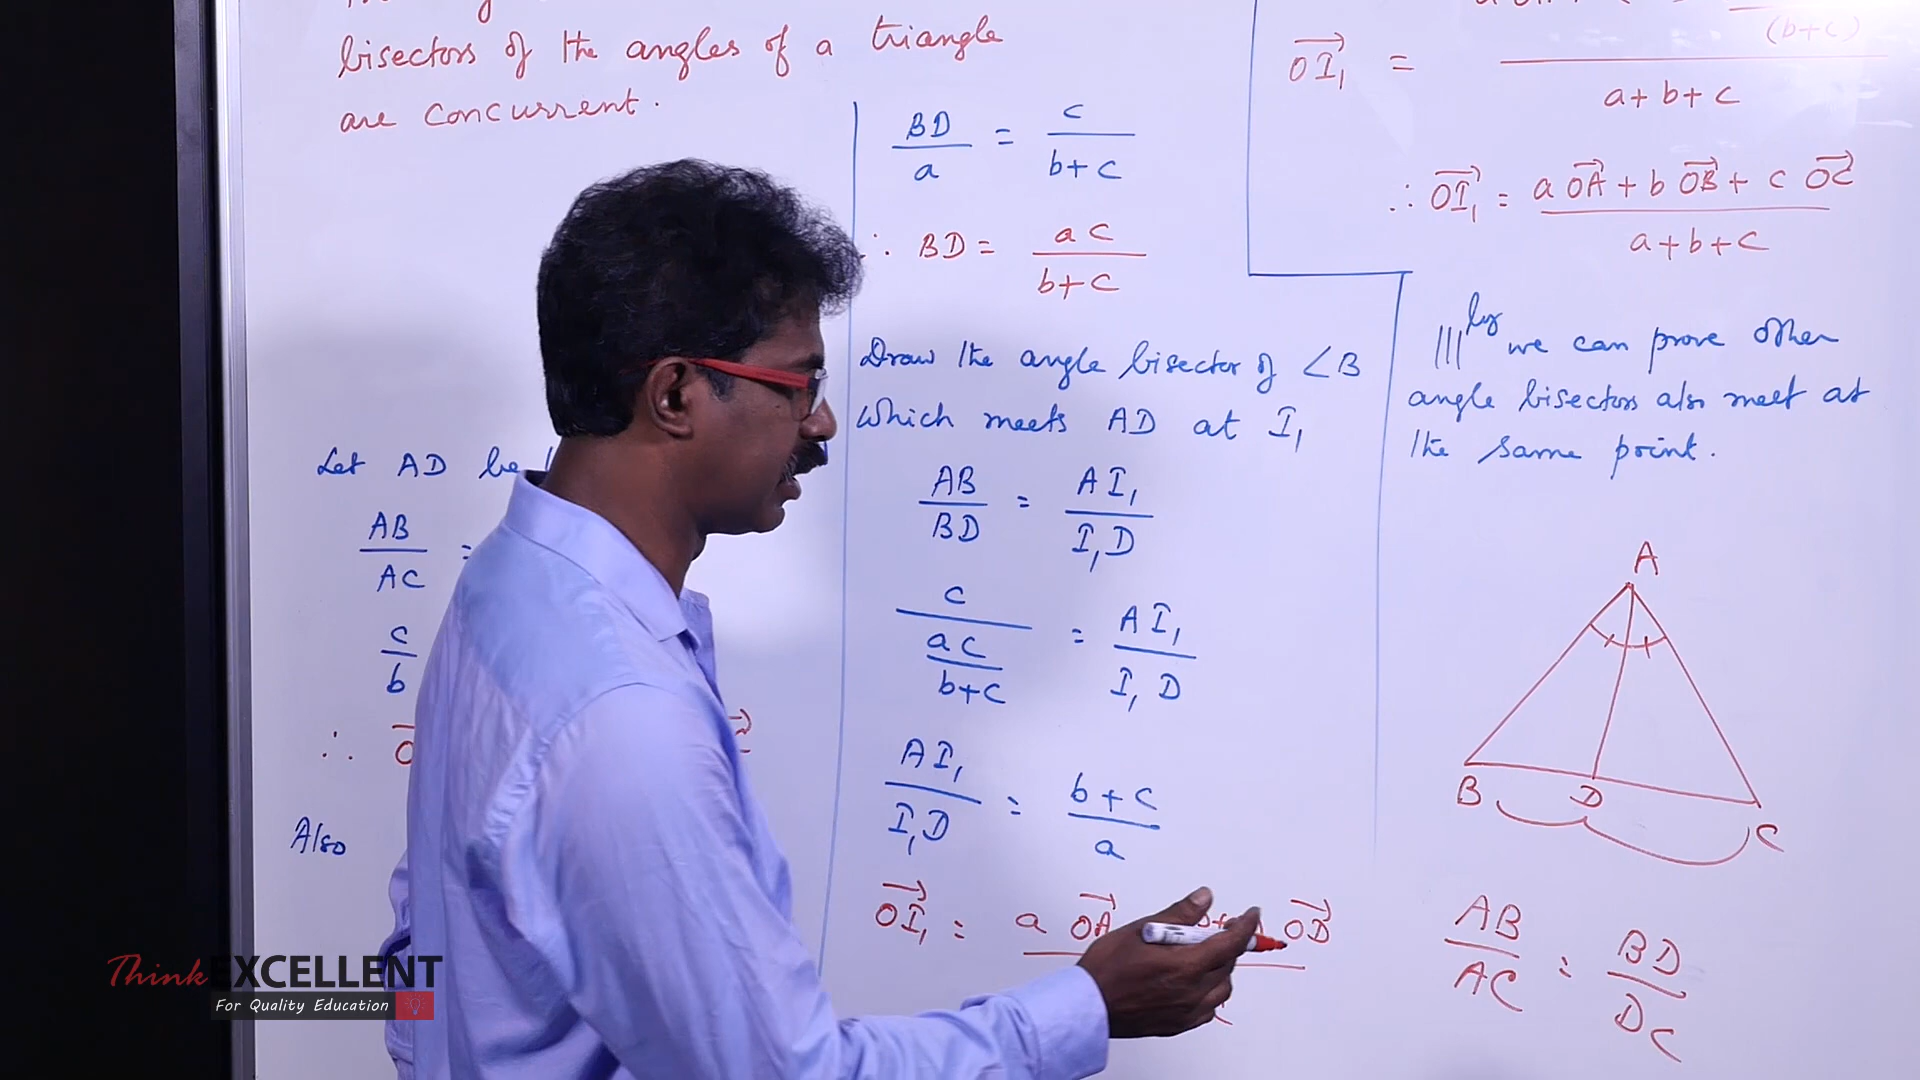 bisectors of the angles of a triangle
are concurrent.
Let AD be
AB
AC
c
b
∴
Also
BD/a = c/(b+c)
∴ BD = ac/(b+c)
Draw the angle bisector of ∠B
which meets AD at I₁
AB/BD = AI₁/I₁D
c/(ac/(b+c)) = AI₁/I₁D
AI₁/I₁D = (b+c)/a
OI₁ = a OA OD
(b+c)
OI₁ =
a+b+c
∴ OI₁ = (a OA + b OB + c OC)/(a+b+c)
|||ly we can prove other
angle bisectors also meet at
the same point.
A
B D C
AB/AC = BD/DC
Think EXCELLENT
For Quality Education